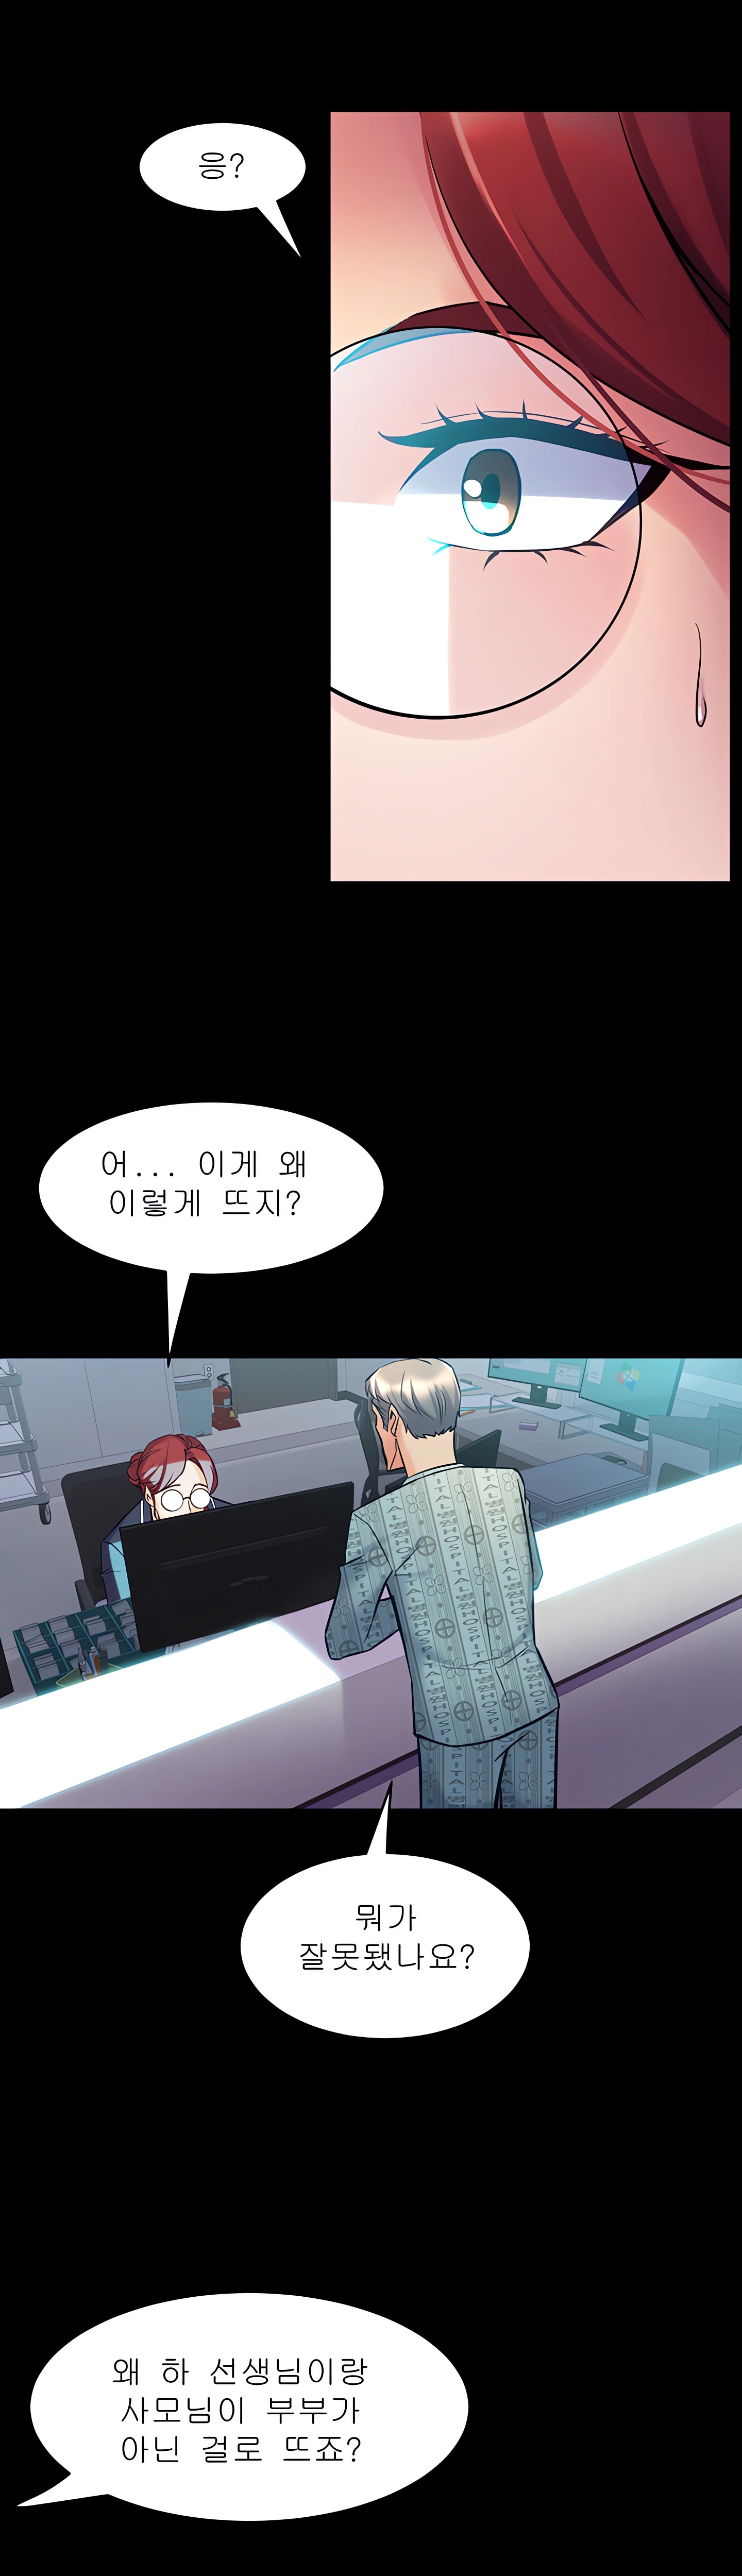 응?
어... 이게 왜
이렇게 뜨지?
뭐가
잘못됐나요?
왜 하 선생님이랑
사모님이 부부가
아닌 걸로 뜨죠?